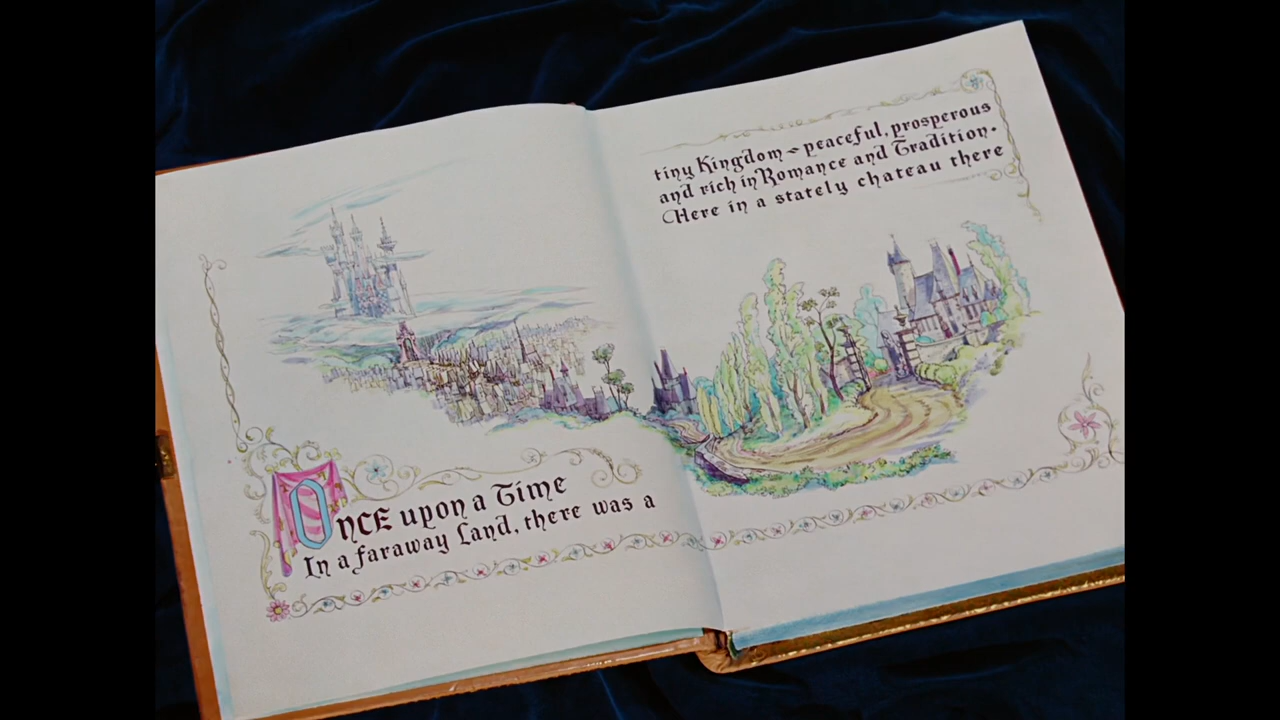 Once upon a Time
In a faraway Land, there was a
tiny Kingdom - peaceful, prosperous
and rich in Romance and Tradition.
Here in a stately chateau there